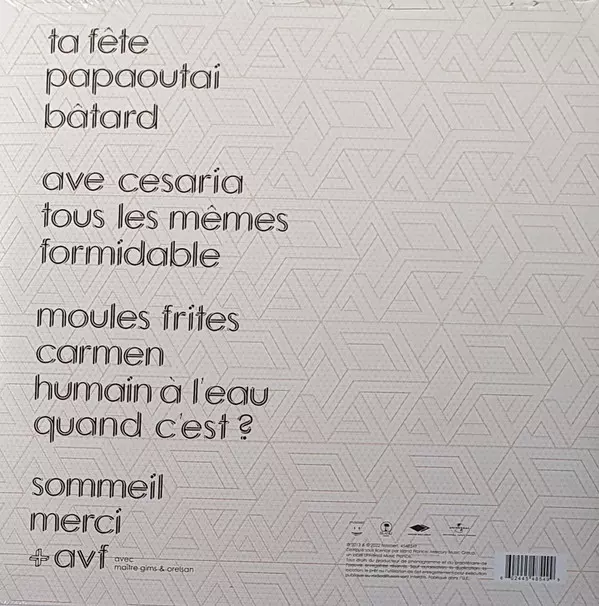 ta fête
papaoutai
bâtard
ave cesaria
tous les mêmes
formidable
moules frites
carmen
humain à l'eau
quand c'est ?
sommeil
merci
+ avf avec
maître gims & orelsan